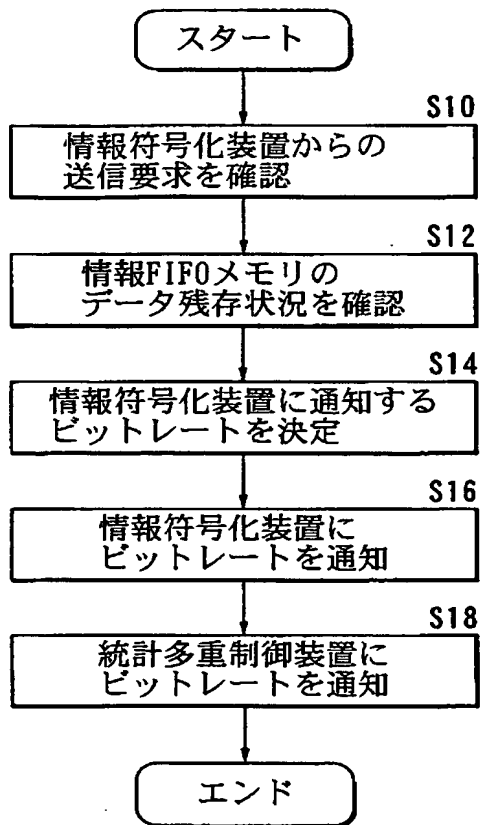 スタート
S10
情報符号化装置からの
送信要求を確認
S12
情報FIFOメモリの
データ残存状況を確認
S14
情報符号化装置に通知する
ビットレートを決定
S16
情報符号化装置に
ビットレートを通知
S18
統計多重制御装置に
ビットレートを通知
エンド